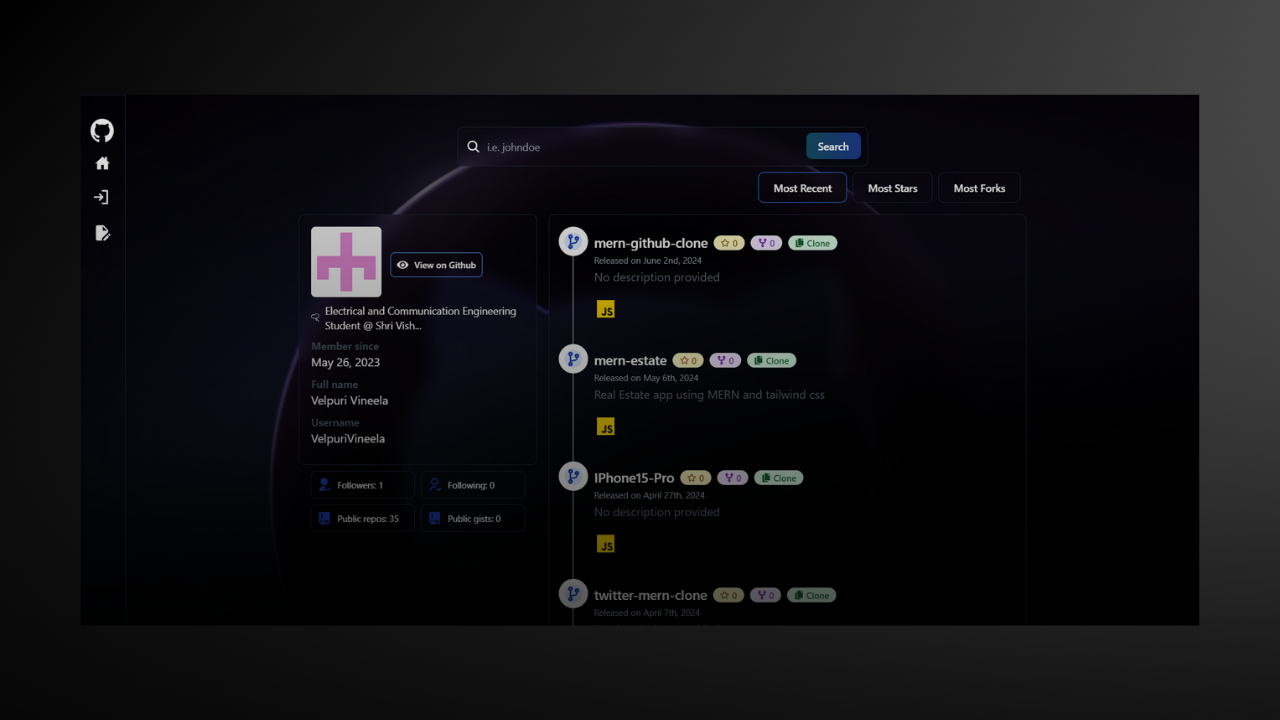 i.e. johndoe
Search
Most Recent
Most Stars
Most Forks
View on Github
Electrical and Communication Engineering
Student @ Shri Vish...
Member since
May 26, 2023
Full name
Velpuri Vineela
Username
VelpuriVineela
Followers: 1
Following: 0
Public repos: 35
Public gists: 0
mern-github-clone 0 0 Clone
Released on June 2nd, 2024
No description provided
JS
mern-estate 0 0 Clone
Released on May 6th, 2024
Real Estate app using MERN and tailwind css
JS
IPhone15-Pro 0 0 Clone
Released on April 27th, 2024
No description provided
JS
twitter-mern-clone 0 0 Clone
Released on April 7th, 2024